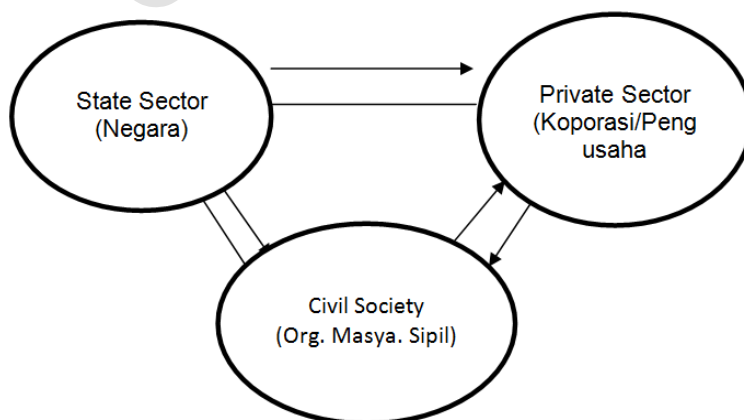 State Sector
(Negara)
Private Sector
(Koporasi/Peng
usaha
Civil Society
(Org. Masya. Sipil)